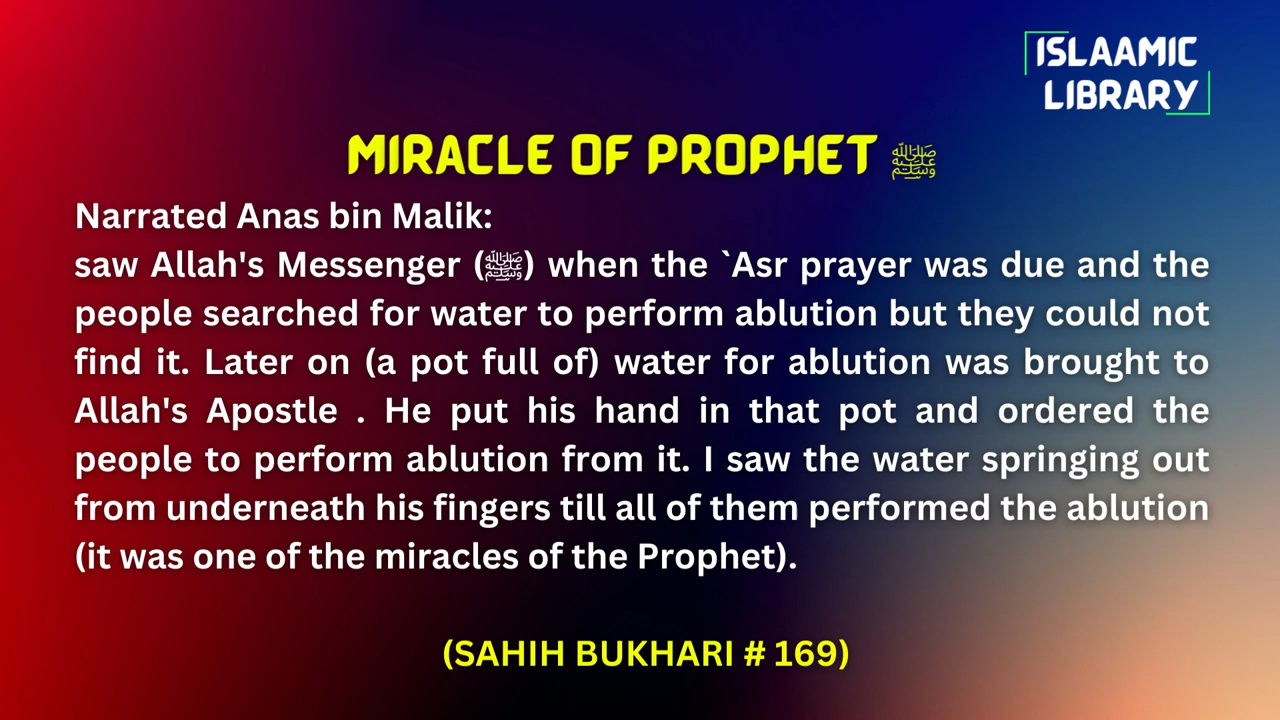 ISLAAMIC
LIBRARY
MIRACLE OF PROPHET ﷺ
Narrated Anas bin Malik:
saw Allah's Messenger (ﷺ) when the `Asr prayer was due and the
people searched for water to perform ablution but they could not
find it. Later on (a pot full of) water for ablution was brought to
Allah's Apostle . He put his hand in that pot and ordered the
people to perform ablution from it. I saw the water springing out
from underneath his fingers till all of them performed the ablution
(it was one of the miracles of the Prophet).
(SAHIH BUKHARI # 169)